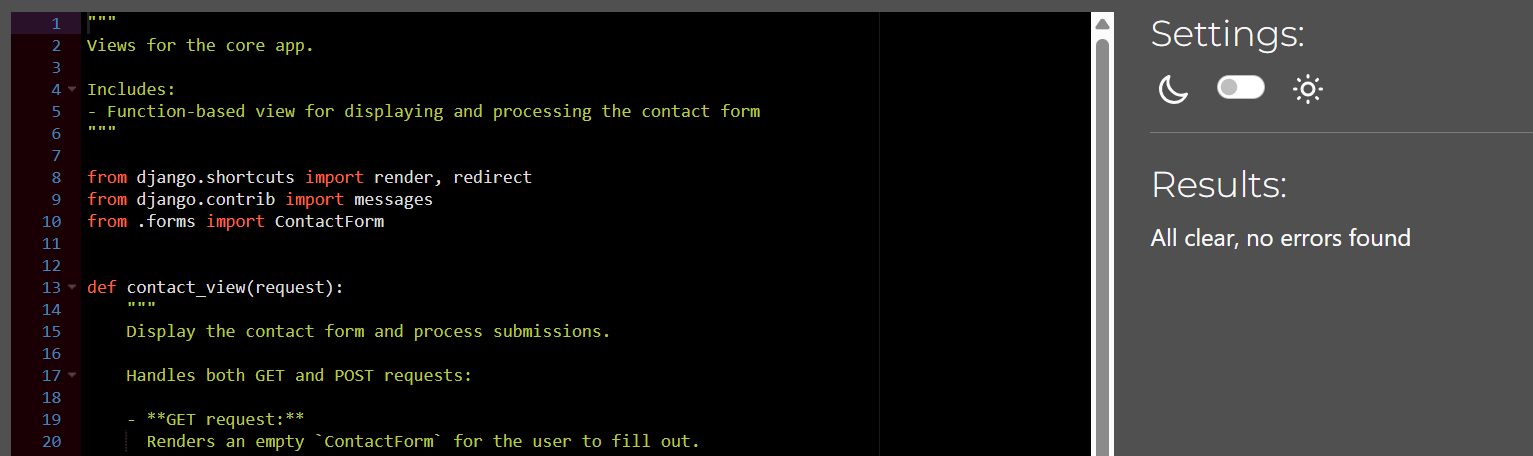 1 """
2 Views for the core app.
3
4 Includes:
5 - Function-based view for displaying and processing the contact form
6 """
7
8 from django.shortcuts import render, redirect
9 from django.contrib import messages
10 from .forms import ContactForm
11
12
13 def contact_view(request):
14     """
15     Display the contact form and process submissions.
16
17     Handles both GET and POST requests:
18
19     - **GET request:**
20       Renders an empty `ContactForm` for the user to fill out.
Settings:
Results:
All clear, no errors found